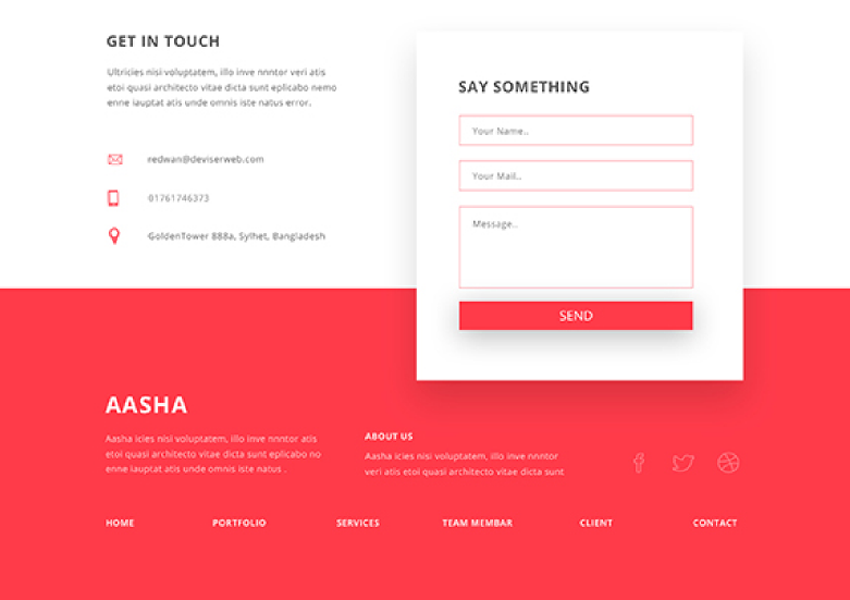 GET IN TOUCH
Ultricies nisi voluptatem, illo inve nnntor veri atis
etoi quasi architecto vitae dicta sunt eplicabo nemo
enne iauptat atis unde omnis iste natus error.
redwan@deviserweb.com
01761746373
GoldenTower 888a, Sylhet, Bangladesh
SAY SOMETHING
Your Name..
Your Mail..
Message..
SEND
AASHA
Aasha icies nisi voluptatem, illo inve nnntor atis
etoi quasi architecto vitae dicta sunt eplicabo no
enne iauptat atis unde omnis iste natus .
ABOUT US
Aasha icies nisi voluptatem, illo inve nnntor
veri atis etoi quasi architecto vitae dicta sunt
HOME PORTFOLIO SERVICES TEAM MEMBAR CLIENT CONTACT